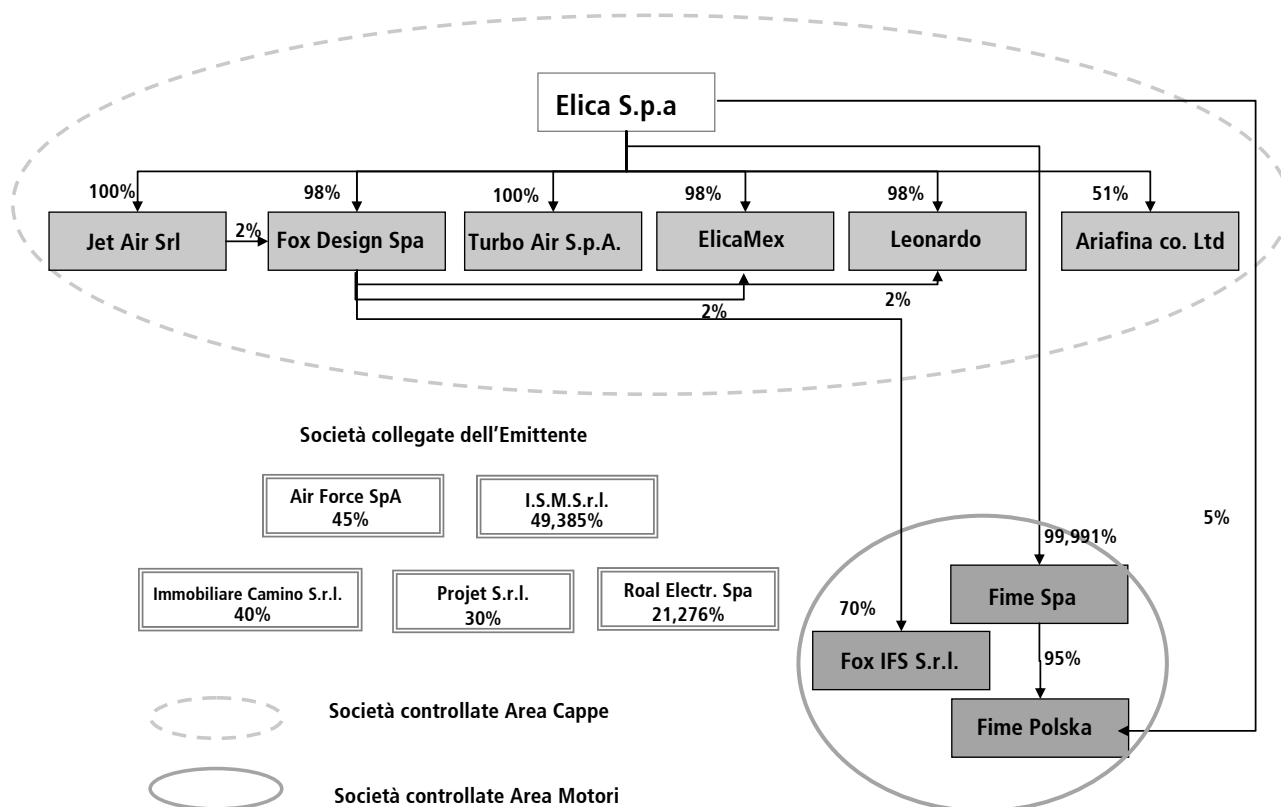 Elica S.p.a
100%
98%
100%
98%
98%
51%
Jet Air Srl
2%
Fox Design Spa
Turbo Air S.p.A.
ElicaMex
Leonardo
Ariafina co. Ltd
2%
2%
Società collegate dell'Emittente
Air Force SpA
45%
I.S.M.S.r.l.
49,385%
5%
99,991%
Immobiliare Camino S.r.l.
40%
Projet S.r.l.
30%
Roal Electr. Spa
21,276%
70%
Fime Spa
Fox IFS S.r.l.
95%
Fime Polska
Società controllate Area Cappe
Società controllate Area Motori